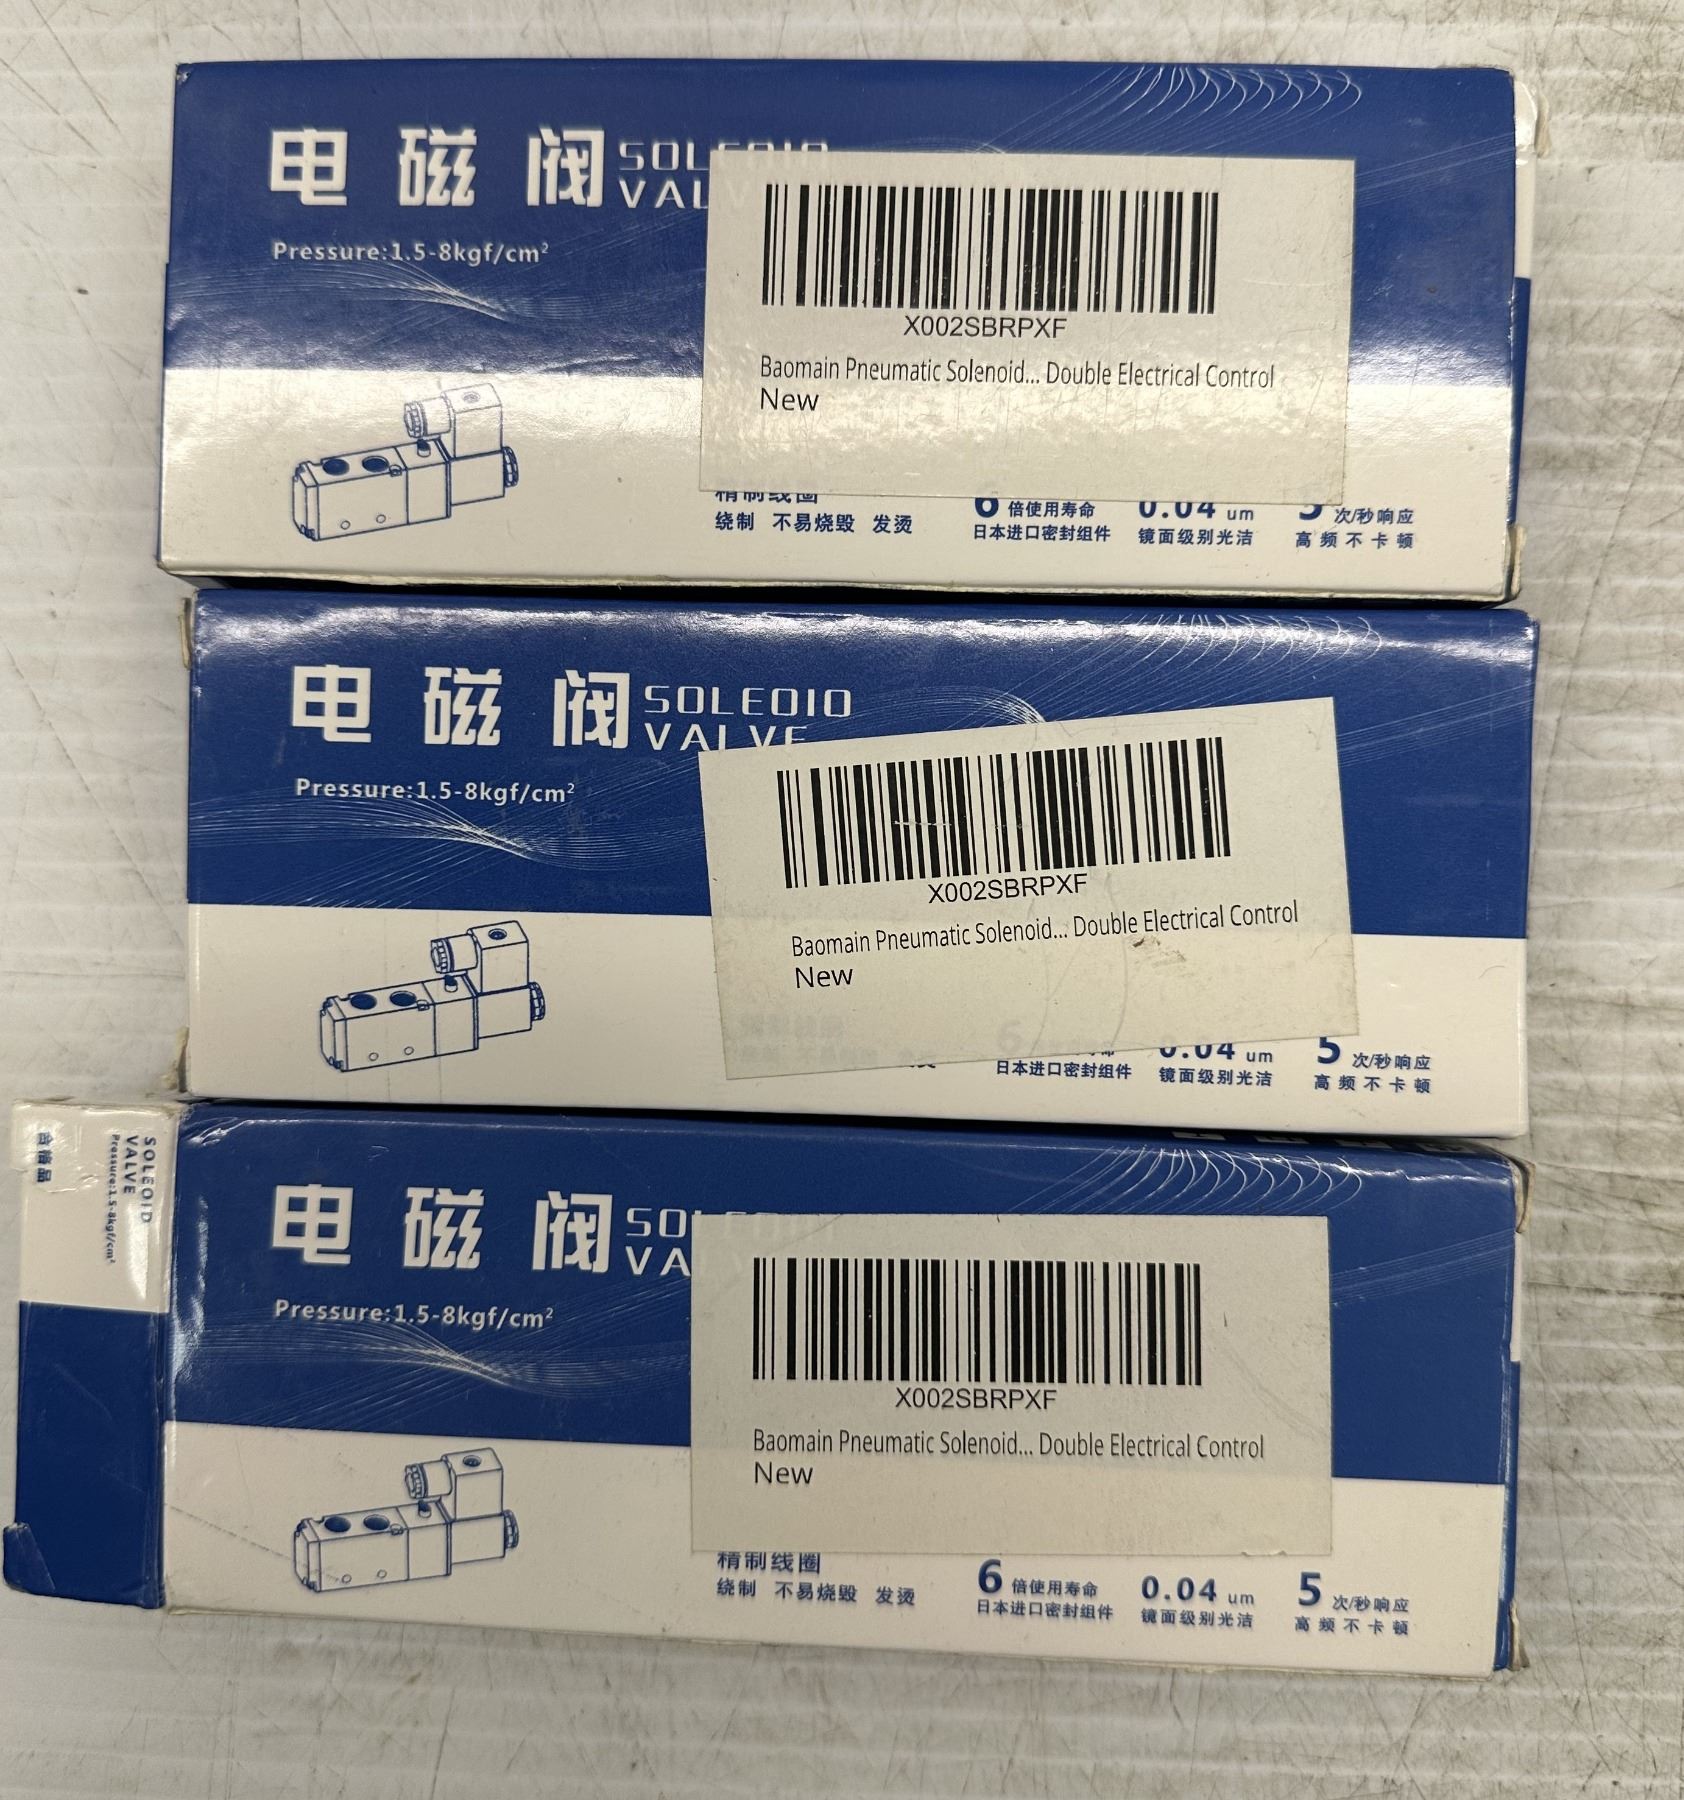 电磁阀
SOL
VAL
Pressure:1.5-8kgf/cm²
X002SBRPXF
Baomain Pneumatic Solenoid... Double Electrical Control
New
精制线圈
绕制 不易烧毁 发烫
6 倍使用寿命
日本进口密封组件
0.04 um
镜面级别光洁
5 次/秒响应
高频不卡顿
电磁阀
SOLEOIO
VALVE
Pressure:1.5-8kgf/cm²
X002SBRPXF
Baomain Pneumatic Solenoid... Double Electrical Control
New
日本进口密封组件
0.04 um
镜面级别光洁
5 次/秒响应
高频不卡顿
SOLEOID
VALVE
Pressure:1.5-8kgf/cm²
电磁阀
SO
VA
Pressure:1.5-8kgf/cm²
X002SBRPXF
Baomain Pneumatic Solenoid... Double Electrical Control
New
精制线圈
绕制 不易烧毁 发烫
6 倍使用寿命
日本进口密封组件
0.04 um
镜面级别光洁
5 次/秒响应
高频不卡顿